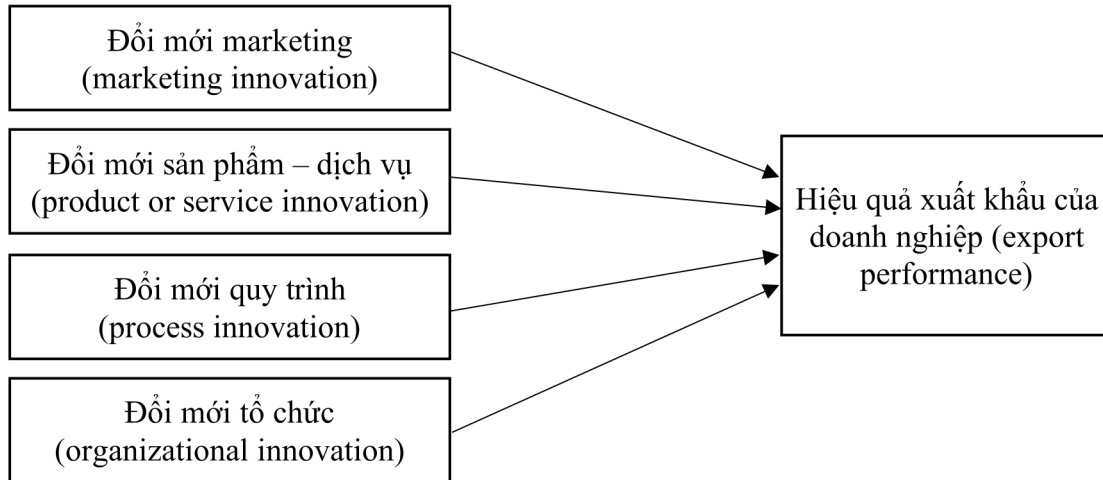 Đổi mới marketing
(marketing innovation)
Đổi mới sản phẩm – dịch vụ
(product or service innovation)
Đổi mới quy trình
(process innovation)
Đổi mới tổ chức
(organizational innovation)
Hiệu quả xuất khẩu của
doanh nghiệp (export
performance)